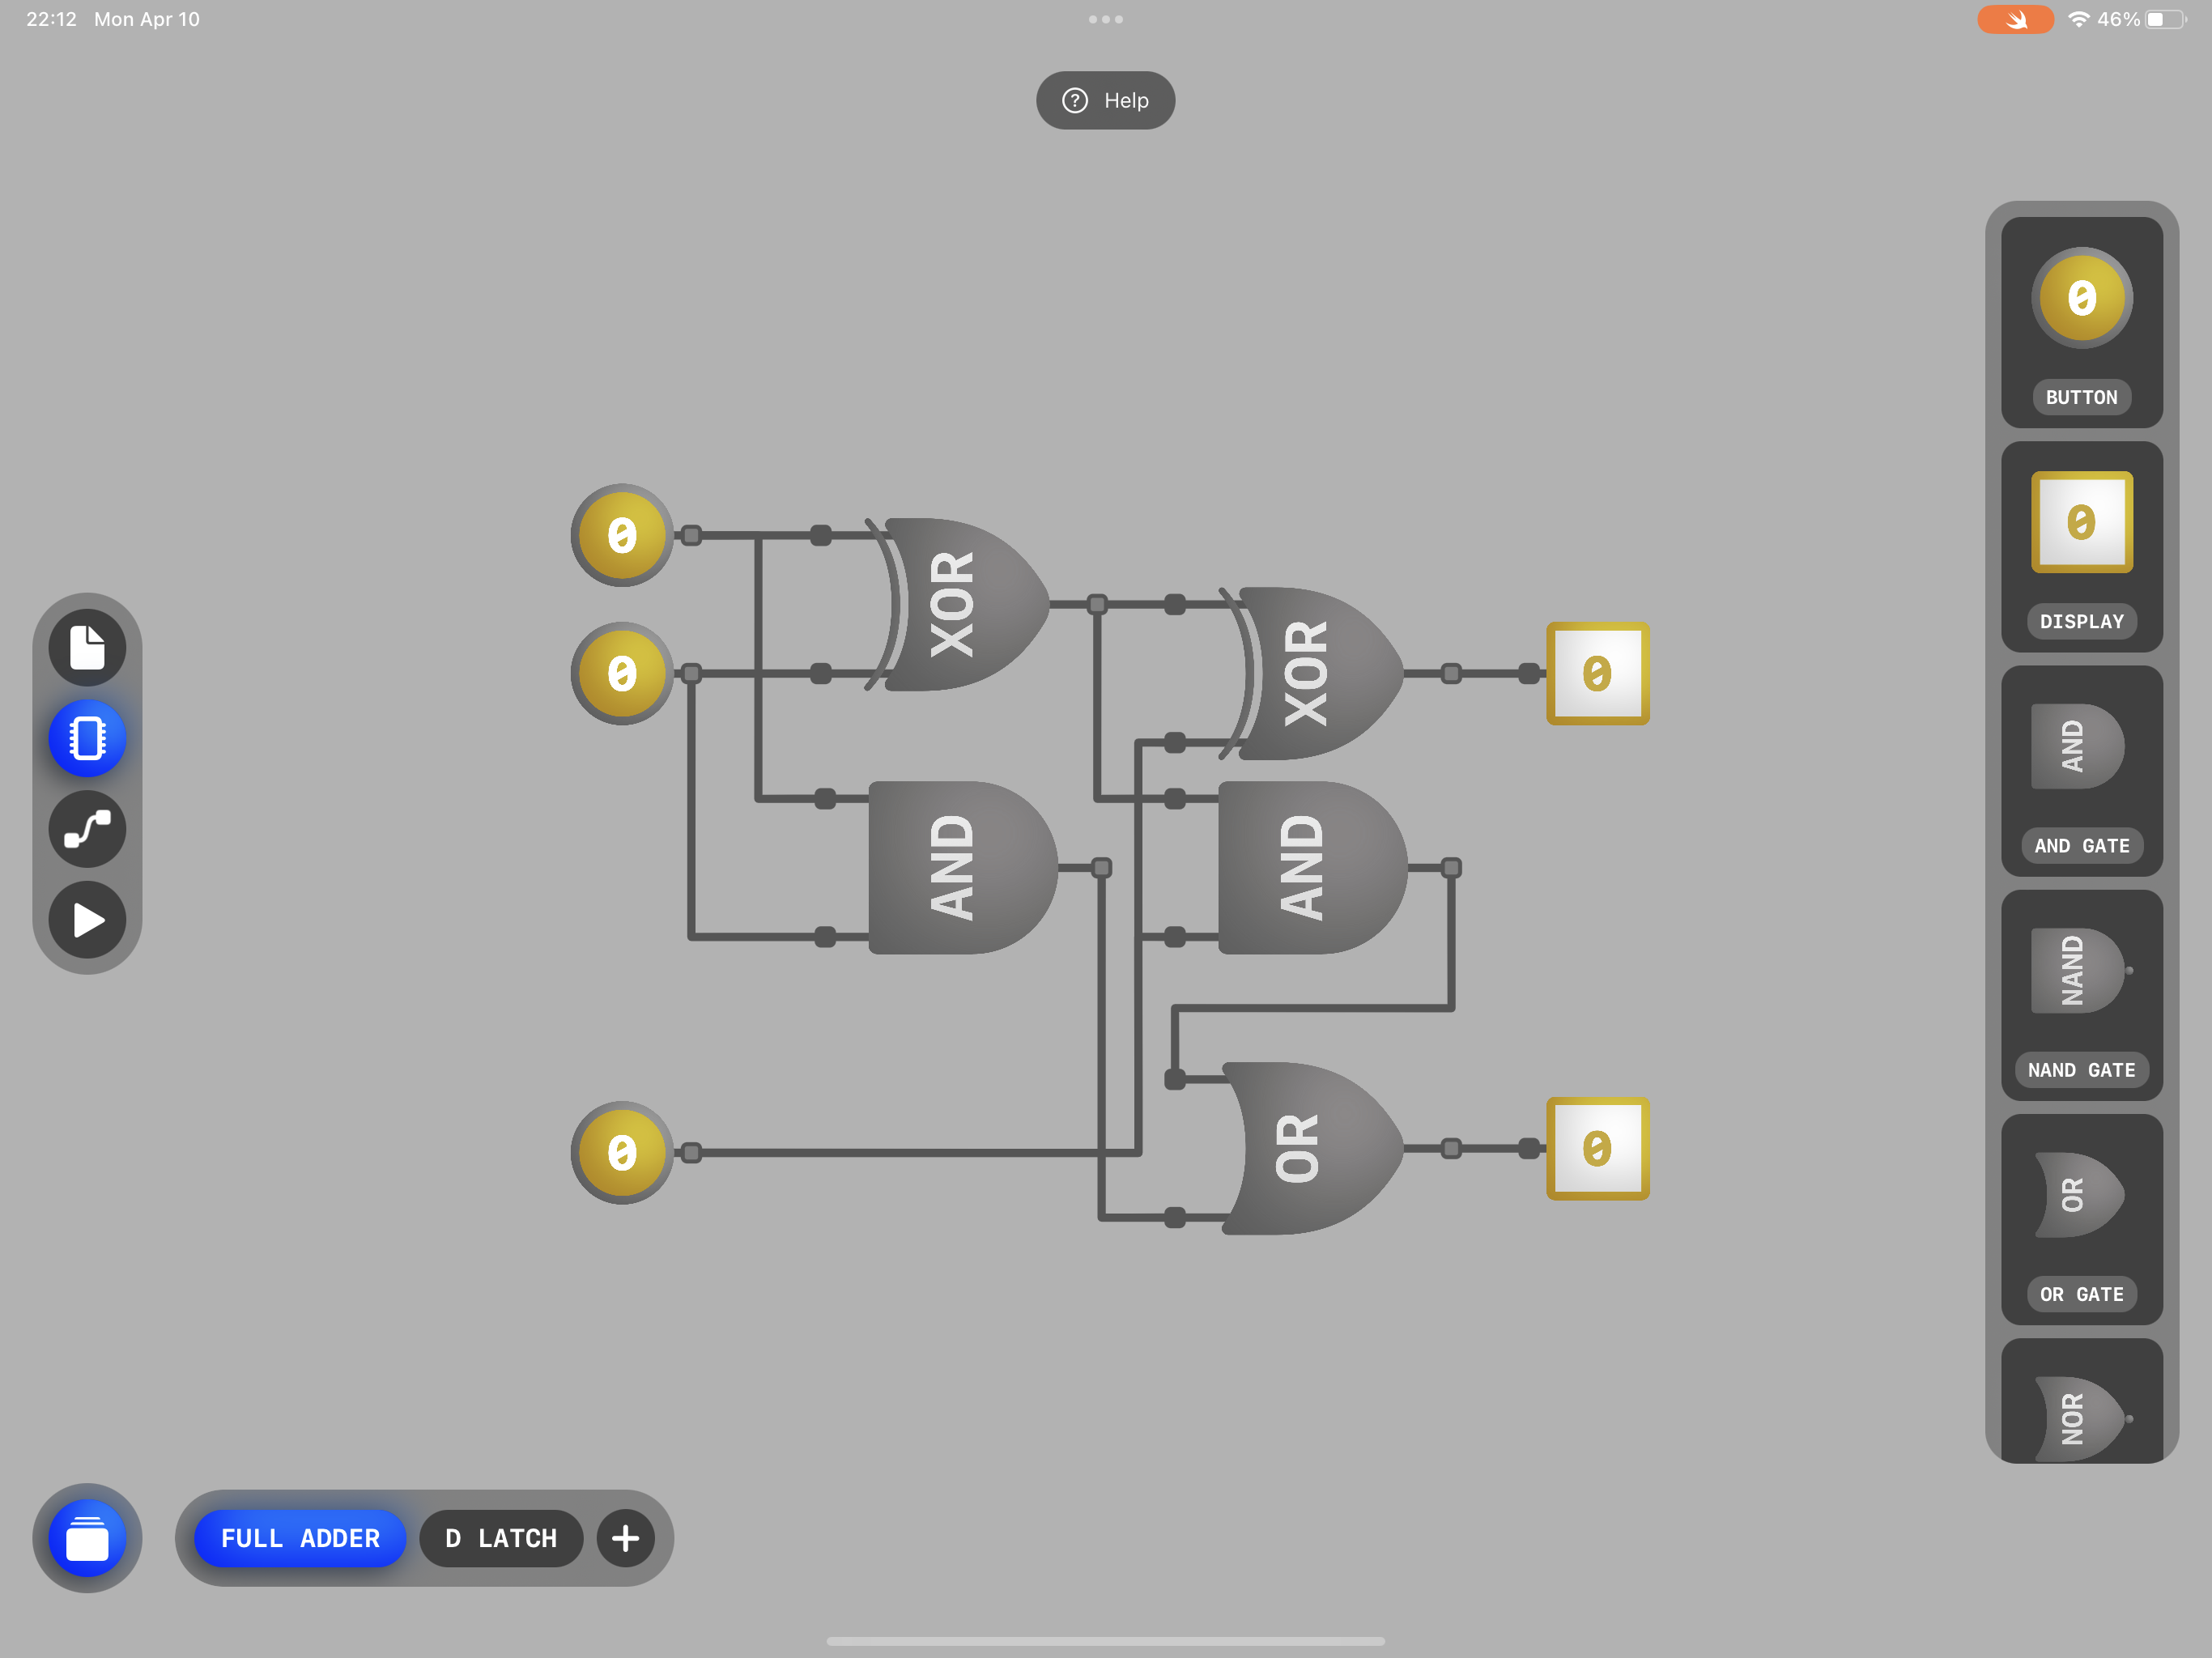 22:12 Mon Apr 10
46%
? Help
0
BUTTON
0
DISPLAY
AND
AND GATE
NAND
NAND GATE
OR
OR GATE
NOR
0
XOR
0
XOR
0
AND
AND
0
OR
0
FULL ADDER
D LATCH